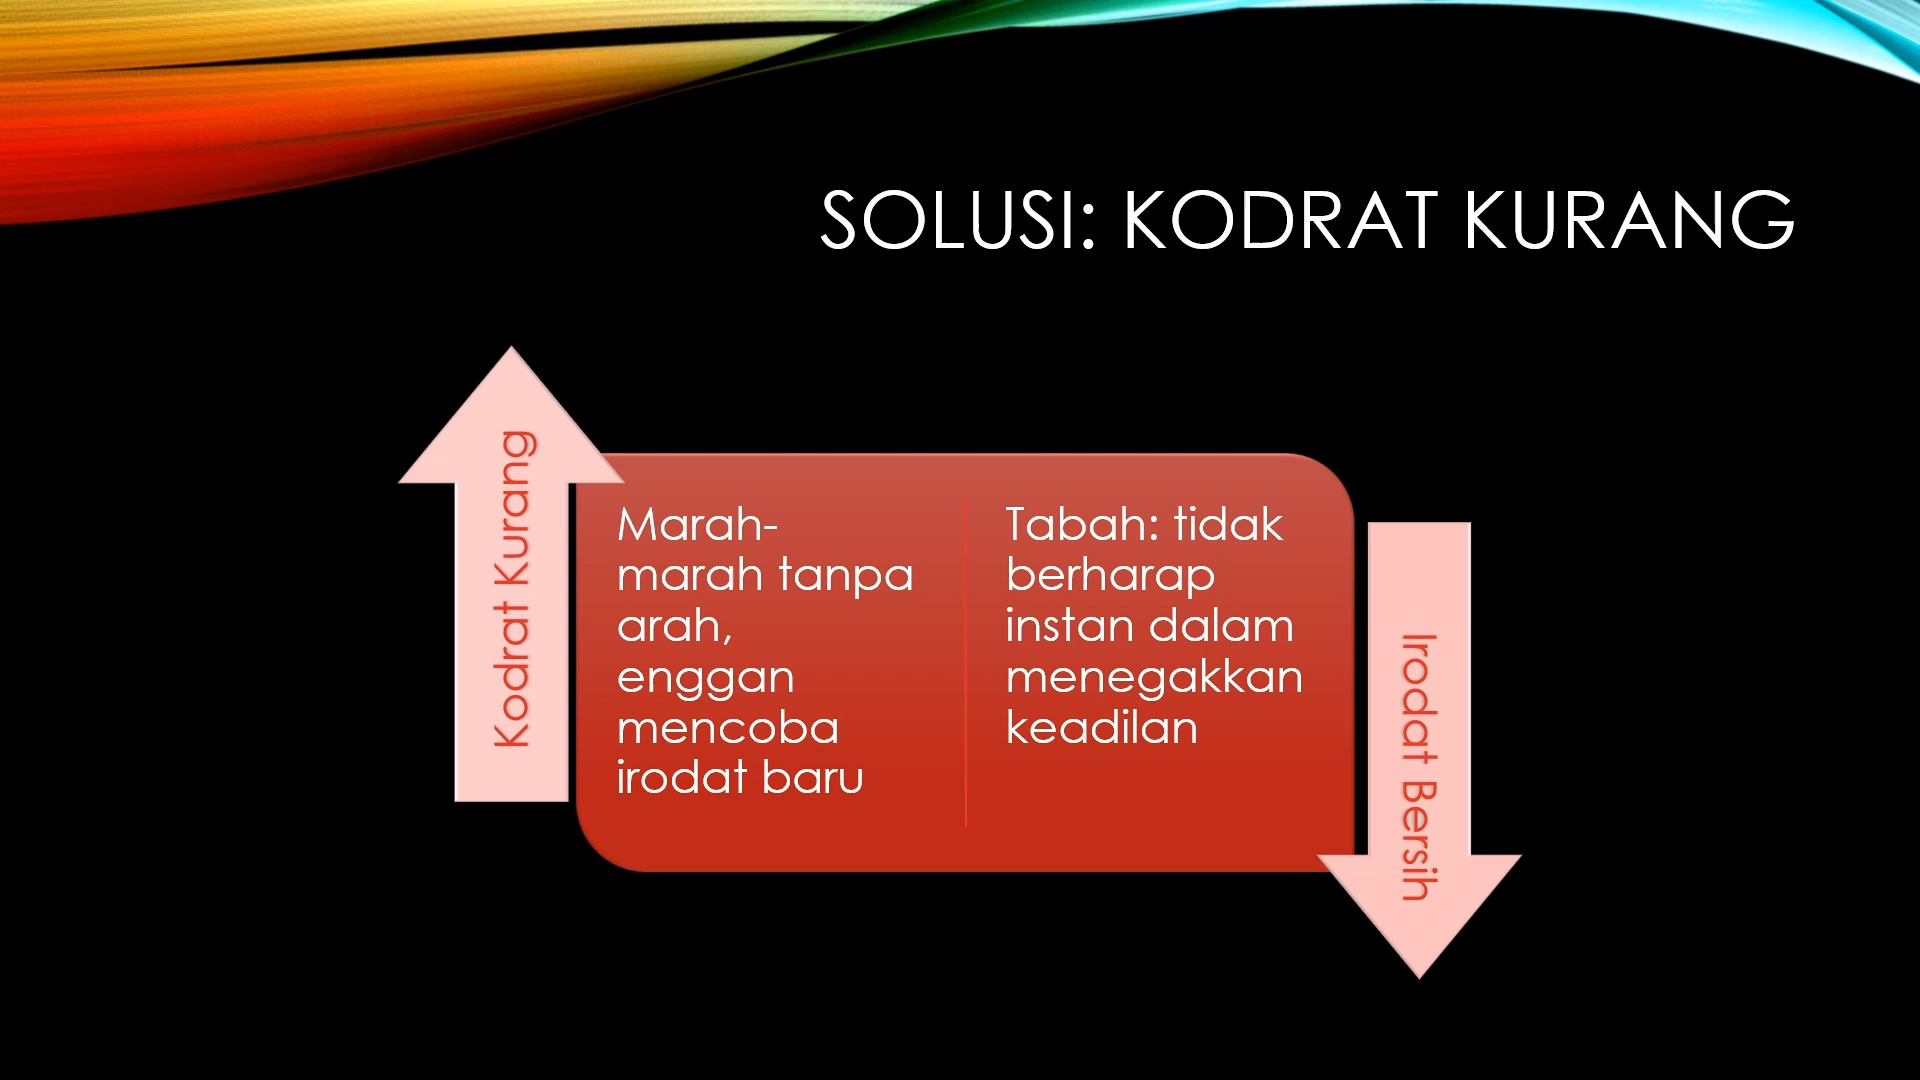 SOLUSI: KODRAT KURANG
Kodrat Kurang
Marah-
marah tanpa
arah,
enggan
mencoba
irodat baru
Tabah: tidak
berharap
instan dalam
menegakkan
keadilan
Irodat Bersih